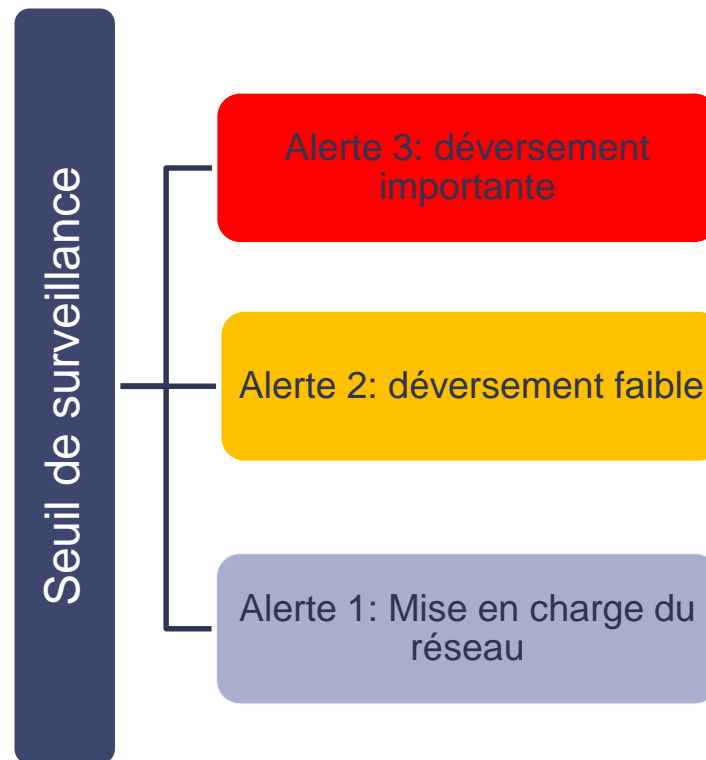 Seuil de surveillance
Alerte 3: déversement
importante
Alerte 2: déversement faible
Alerte 1: Mise en charge du
réseau